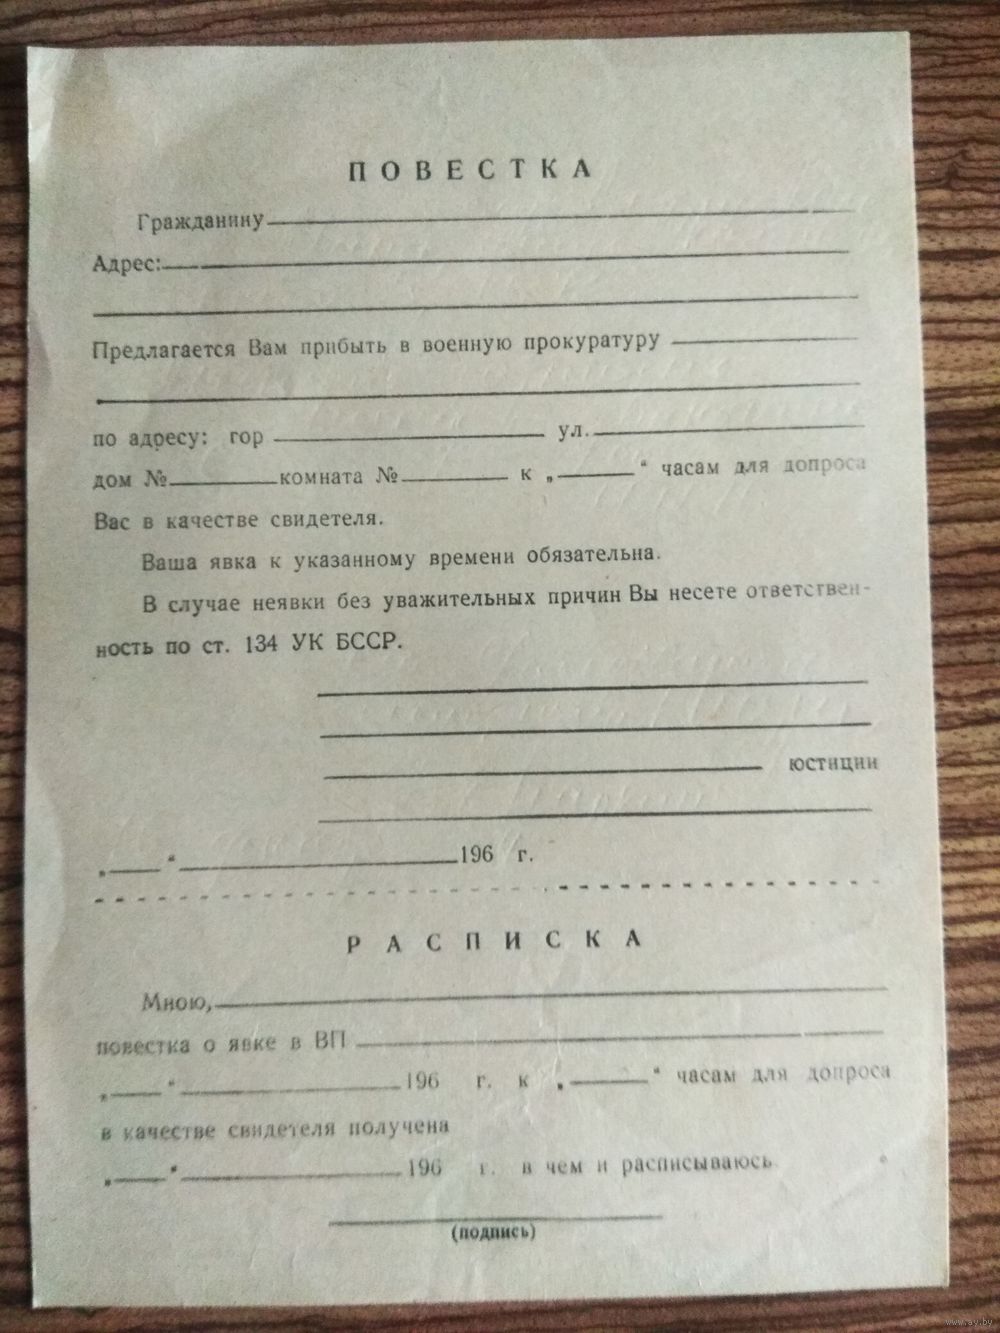 ПОВЕСТКА
Гражданину
Адрес:
Предлагается Вам прибыть в военную прокуратуру
по адресу: гор ул.
дом № комната № к „ “ часам для допроса
Вас в качестве свидетеля.
Ваша явка к указанному времени обязательна.
В случае неявки без уважительных причин Вы несете ответствен-
ность по ст. 134 УК БССР.
юстиции
„ “ 196 г.
РАСПИСКА
Мною,
повестка о явке в ВП
„ “ 196 г. к „ “ часам для допроса
в качестве свидетеля получена
„ “ 196 г. в чем и расписываюсь.
(подпись)
www.ay.by